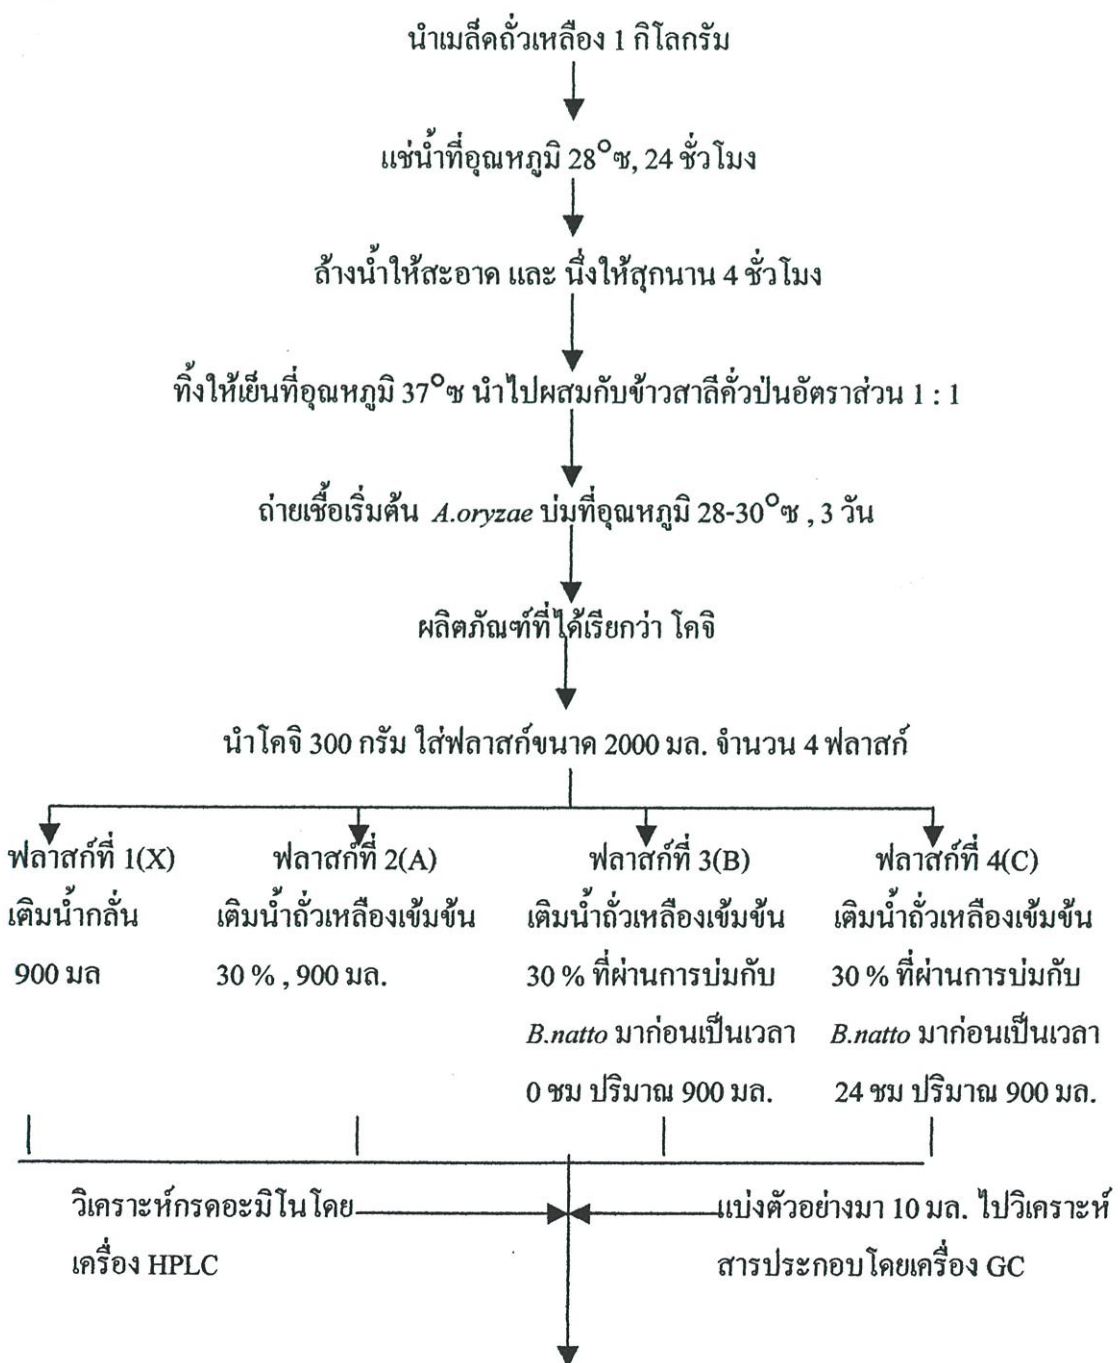 นำเมล็ดถั่วเหลือง 1 กิโลกรัม
แช่น้ำที่อุณหภูมิ 28°ซ, 24 ชั่วโมง
ล้างน้ำให้สะอาด และ นึ่งให้สุกนาน 4 ชั่วโมง
ทิ้งให้เย็นที่อุณหภูมิ 37°ซ นำไปผสมกับข้าวสาลีคั่วป่นอัตราส่วน 1 : 1
ถ่ายเชื้อเริ่มต้น A.oryzae บ่มที่อุณหภูมิ 28-30°ซ , 3 วัน
ผลิตภัณฑ์ที่ได้เรียกว่า โคจิ
นำโคจิ 300 กรัม ใส่ฟลาสก์ขนาด 2000 มล. จำนวน 4 ฟลาสก์
ฟลาสก์ที่ 1(X)
เติมน้ำกลั่น
900 มล
ฟลาสก์ที่ 2(A)
เติมน้ำถั่วเหลืองเข้มข้น
30 % , 900 มล.
ฟลาสก์ที่ 3(B)
เติมน้ำถั่วเหลืองเข้มข้น
30 % ที่ผ่านการบ่มกับ
B.natto มาก่อนเป็นเวลา
0 ชม ปริมาณ 900 มล.
ฟลาสก์ที่ 4(C)
เติมน้ำถั่วเหลืองเข้มข้น
30 % ที่ผ่านการบ่มกับ
B.natto มาก่อนเป็นเวลา
24 ชม ปริมาณ 900 มล.
วิเคราะห์กรดอะมิโนโดย
เครื่อง HPLC
แบ่งตัวอย่างมา 10 มล. ไปวิเคราะห์
สารประกอบโดยเครื่อง GC